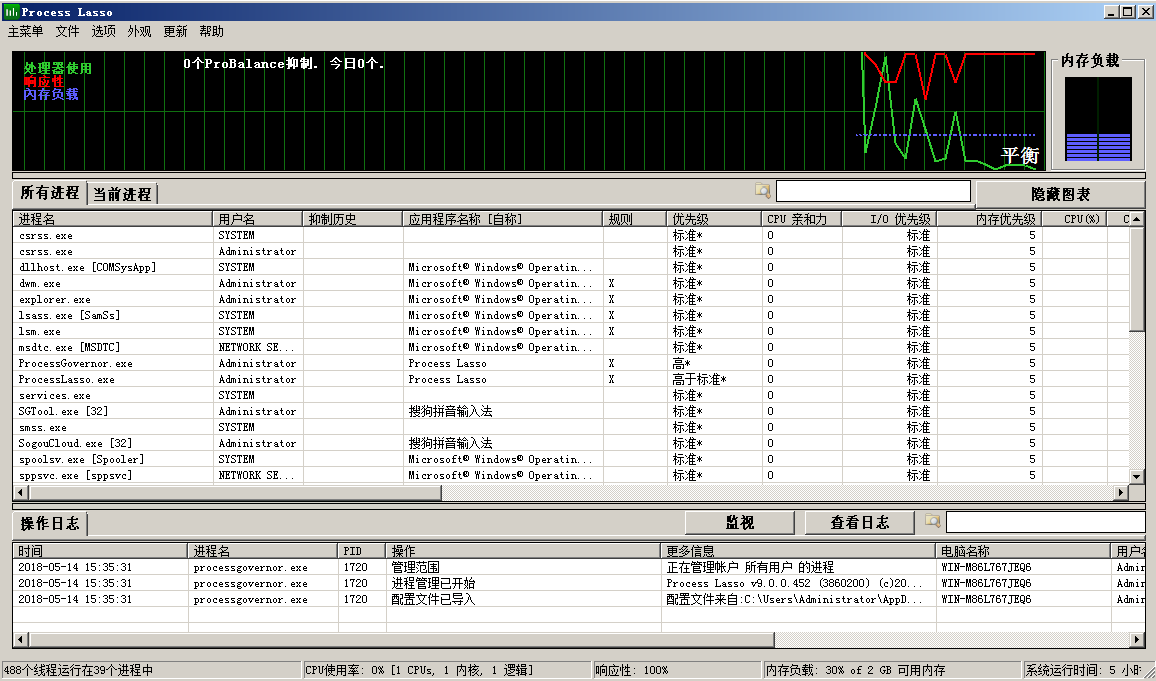 Process Lasso
主菜单 文件 选项 外观 更新 帮助
处理器使用
响应性
内存负载
0个ProBalance抑制. 今日0个.
平衡
内存负载
所有进程 当前进程 隐藏图表
进程名 用户名 抑制历史 应用程序名称 [自称] 规则 优先级 CPU 亲和力 I/O 优先级 内存优先级 CPU(%) C
csrss.exe SYSTEM 标准* 0 标准 5
csrss.exe Administrator 标准* 0 标准 5
dllhost.exe [COMSysApp] SYSTEM Microsoft® Windows® Operatin... 标准* 0 标准 5
dwm.exe Administrator Microsoft® Windows® Operatin... X 标准* 0 标准 5
explorer.exe Administrator Microsoft® Windows® Operatin... X 标准* 0 标准 5
lsass.exe [SamSs] SYSTEM Microsoft® Windows® Operatin... X 标准* 0 标准 5
lsm.exe SYSTEM Microsoft® Windows® Operatin... X 标准* 0 标准 5
msdtc.exe [MSDTC] NETWORK SE... Microsoft® Windows® Operatin... 标准* 0 标准 5
ProcessGovernor.exe Administrator Process Lasso X 高* 0 标准 5
ProcessLasso.exe Administrator Process Lasso X 高于标准* 0 标准 5
services.exe SYSTEM 标准* 0 标准 5
SGTool.exe [32] Administrator 搜狗拼音输入法 标准* 0 标准 5
smss.exe SYSTEM 标准* 0 标准 5
SogouCloud.exe [32] Administrator 搜狗拼音输入法 标准* 0 标准 5
spoolsv.exe [Spooler] SYSTEM Microsoft® Windows® Operatin... 标准* 0 标准 5
sppsvc.exe [sppsvc] NETWORK SE... Microsoft® Windows® Operatin... 标准* 0 标准 5
操作日志 监视 查看日志
时间 进程名 PID 操作 更多信息 电脑名称 用户名
2018-05-14 15:35:31 processgovernor.exe 1720 管理范围 正在管理帐户 所有用户 的进程 WIN-M86L767JEQ6 Admir
2018-05-14 15:35:31 processgovernor.exe 1720 进程管理已开始 Process Lasso v9.0.0.452 (3860200) (c)20... WIN-M86L767JEQ6 Admir
2018-05-14 15:35:31 processgovernor.exe 1720 配置文件已导入 配置文件来自:C:\Users\Administrator\AppD... WIN-M86L767JEQ6 Admir
488个线程运行在39个进程中 CPU使用率: 0% [1 CPUs, 1 内核, 1 逻辑] 响应性: 100% 内存负载: 30% of 2 GB 可用内存 系统运行时间: 5 小时